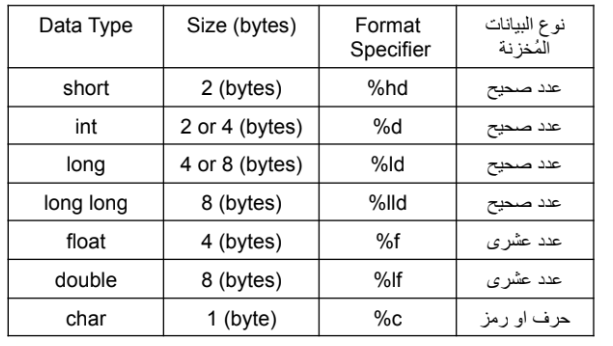 Data Type Size (bytes) Format Specifier نوع البيانات المُخزنة
short 2 (bytes) %hd عدد صحيح
int 2 or 4 (bytes) %d عدد صحيح
long 4 or 8 (bytes) %ld عدد صحيح
long long 8 (bytes) %lld عدد صحيح
float 4 (bytes) %f عدد عشرى
double 8 (bytes) %lf عدد عشرى
char 1 (byte) %c حرف او رمز